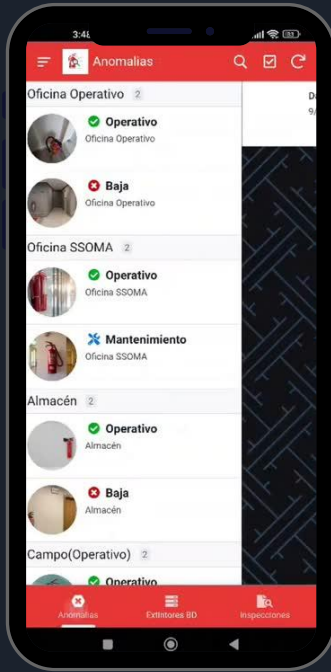 3:48
Anomalias
Oficina Operativo 2
Operativo
Oficina Operativo
Baja
Oficina Operativo
Oficina SSOMA 2
Operativo
Oficina SSOMA
Mantenimiento
Oficina SSOMA
Almacén 2
Operativo
Almacén
Baja
Almacén
Campo(Operativo) 2
Operativo
Anomalias
Extintores BD
Inspecciones